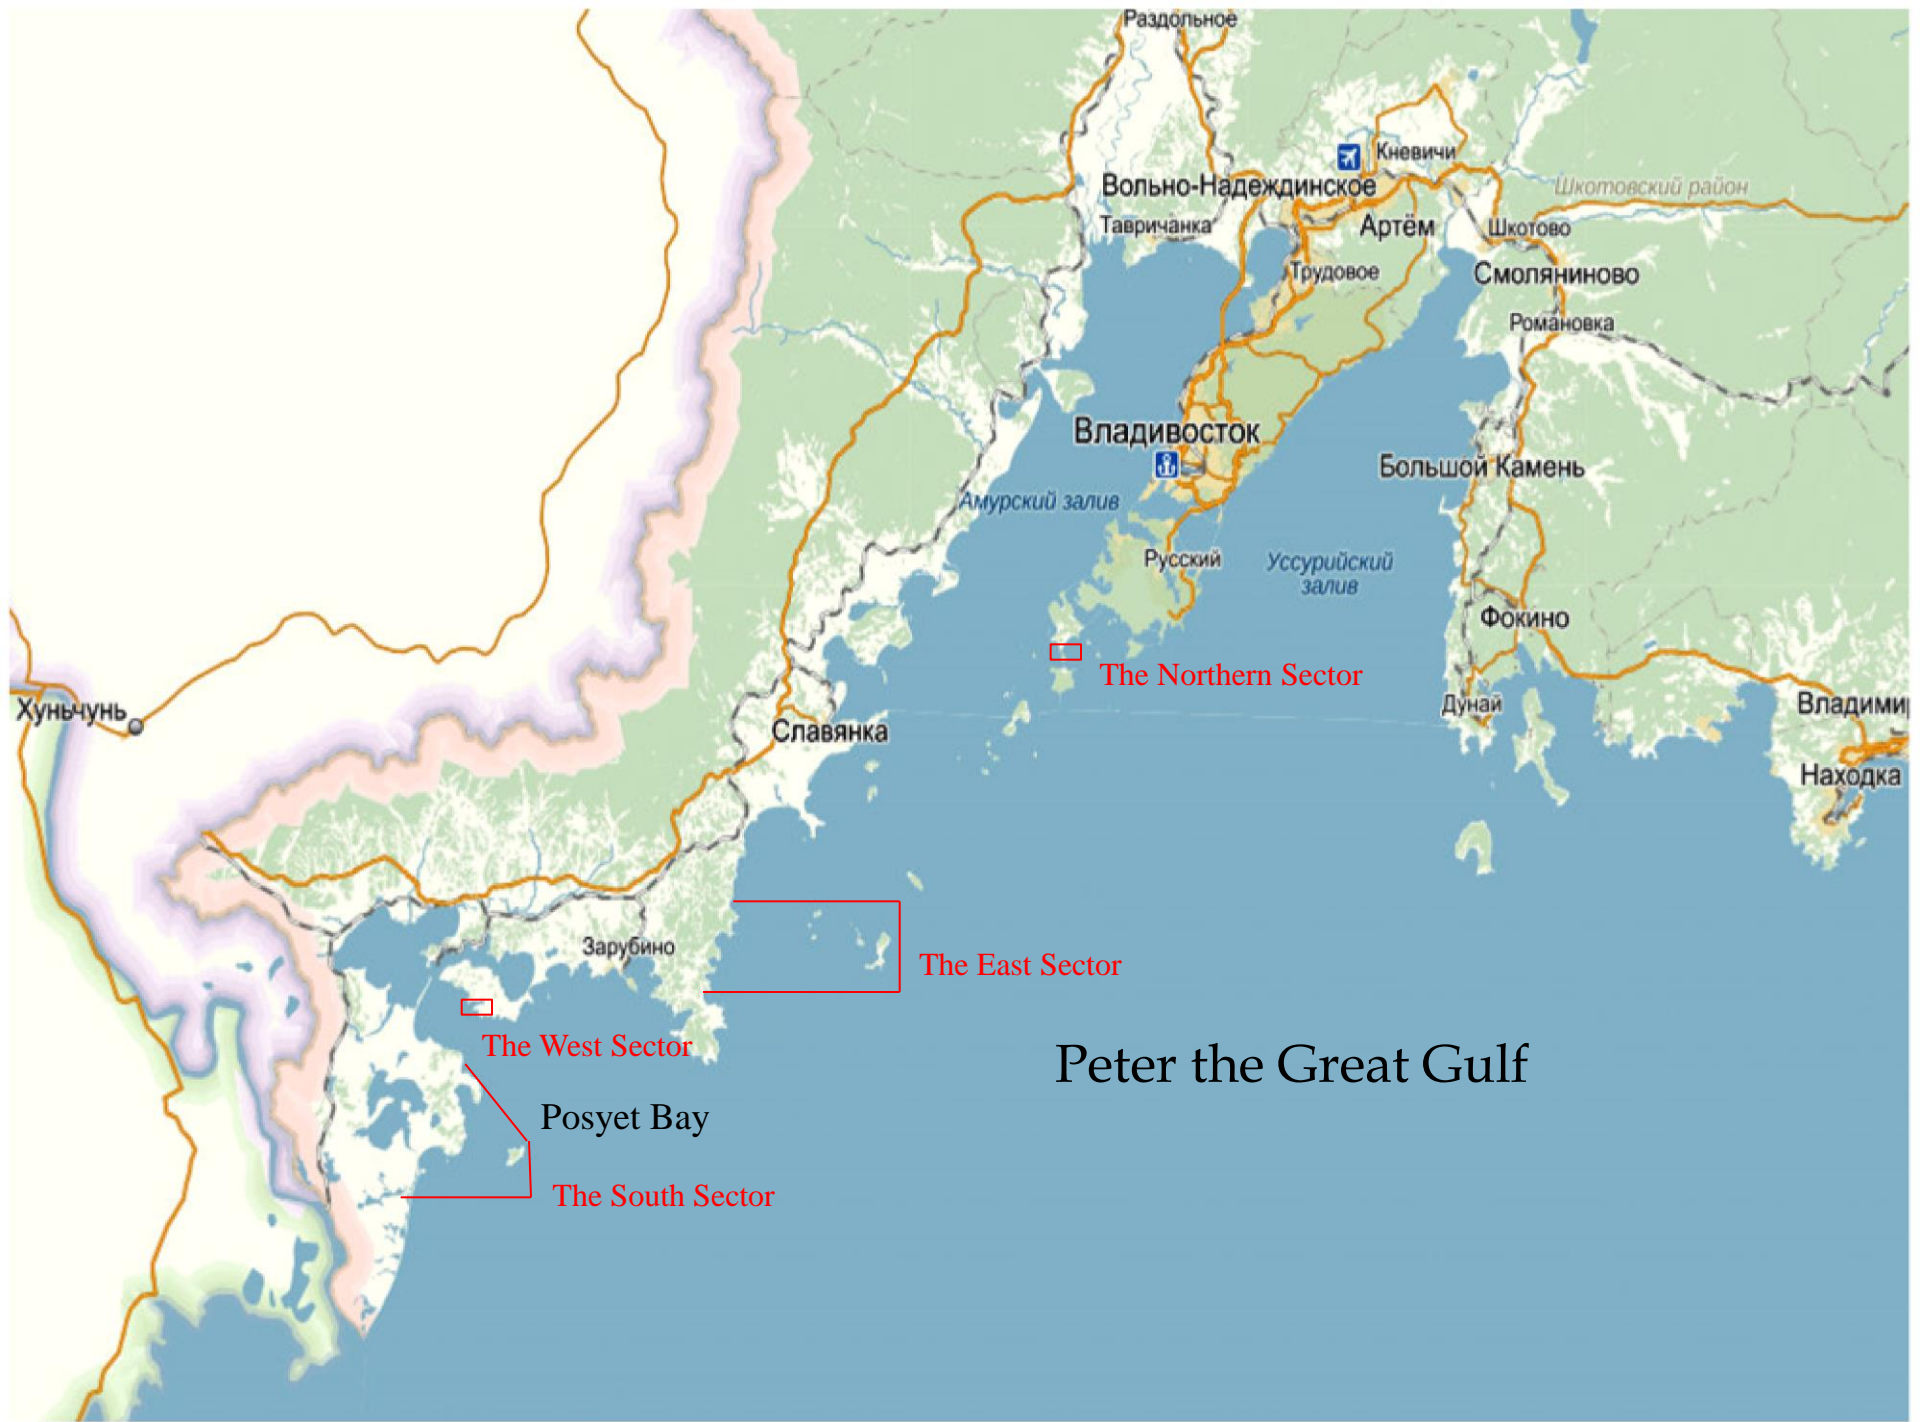 Раздольное
Кневичи
Вольно-Надеждинское
Шкотовский район
Тавричанка
Артём
Шкотово
Трудовое
Смоляниново
Романовка
Владивосток
Большой Камень
Амурский залив
Русский
Уссурийский
залив
Фокино
The Northern Sector
Хуньчунь
Дунай
Владими
Славянка
Находка
Зарубино
The East Sector
The West Sector
Peter the Great Gulf
Posyet Bay
The South Sector